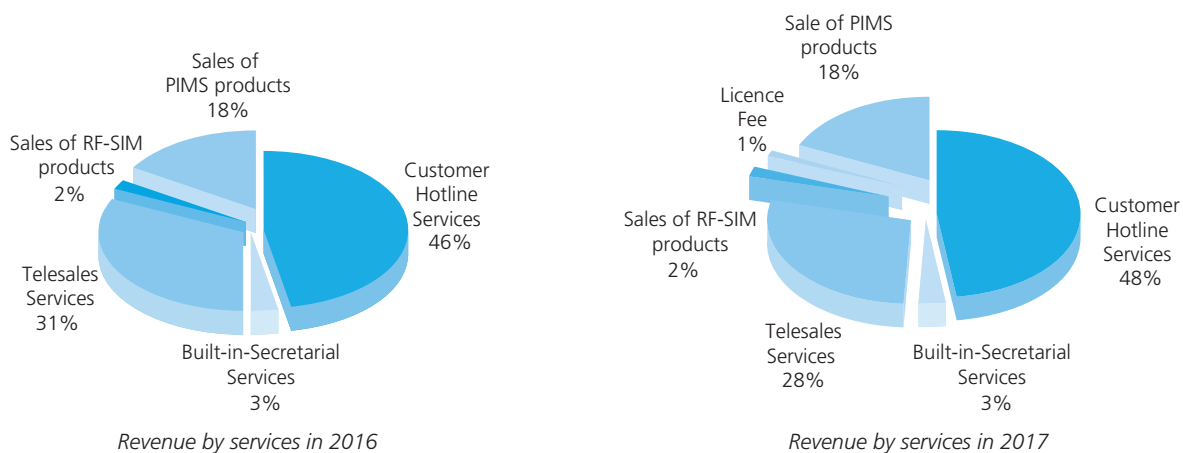 Sales of
PIMS products
18%
Sales of RF-SIM
products
2%
Customer
Hotline
Services
46%
Telesales
Services
31%
Built-in-Secretarial
Services
3%
Revenue by services in 2016
Sale of PIMS
products
18%
Licence
Fee
1%
Sales of RF-SIM
products
2%
Customer
Hotline
Services
48%
Telesales
Services
28%
Built-in-Secretarial
Services
3%
Revenue by services in 2017